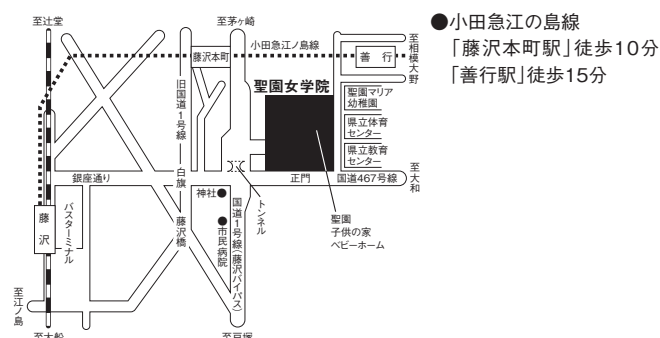 至辻堂
至茅ヶ崎
小田急江ノ島線
藤沢本町
善行
至相模大野
旧国道1号線
聖園女学院
聖園マリア
幼稚園
県立体育
センター
県立教育
センター
銀座通り
白旗
正門
国道467号線
至大和
神社
トンネル
藤沢
バスターミナル
藤沢橋
市民病院
国道1号線(藤沢バイパス)
聖園
子供の家
ベビーホーム
至江ノ島
至大船
至戸塚
●小田急江の島線
「藤沢本町駅」徒歩10分
「善行駅」徒歩15分